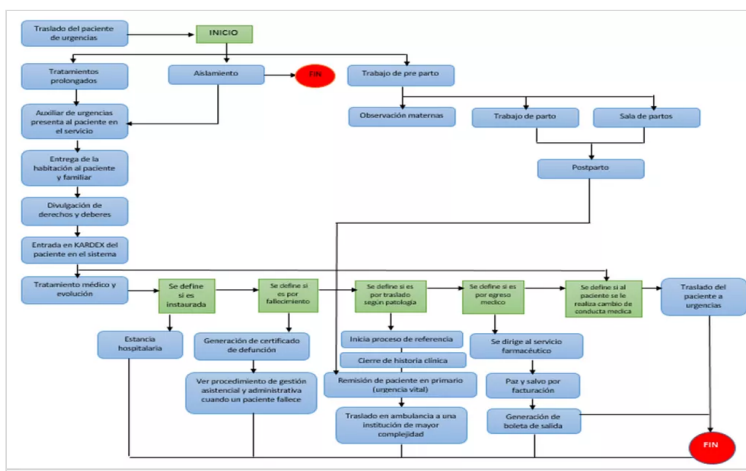 Traslado del paciente
de urgencias
INICIO
Tratamientos
prolongados
Aislamiento
FIN
Trabajo de pre parto
Auxiliar de urgencias
presenta al paciente en
el servicio
Observación maternas
Trabajo de parto
Sala de partos
Entrega de la
habitación al paciente
y familiar
Postparto
Divulgación de
derechos y deberes
Entrada en KARDEX del
paciente en el sistema
Tratamiento médico y
evolución
Se define
si es
instaurada
Se define si
es por
fallecimiento
Se define si es
por traslado
según patología
Se define si es
por egreso
medico
Se define si al
paciente se le
realiza cambio de
conducta medica
Traslado del
paciente a
urgencias
Estancia
hospitalaria
Generación de certificado
de defunción
Inicia proceso de referencia
Se dirige al servicio
farmacéutico
Cierre de historia clínica
Ver procedimiento de gestión
asistencial y administrativa
cuando un paciente fallece
Remisión de paciente en primario
(urgencia vital)
Paz y salvo por
facturación
Traslado en ambulancia a una
institución de mayor
complejidad
Generación de
boleta de salida
FIN